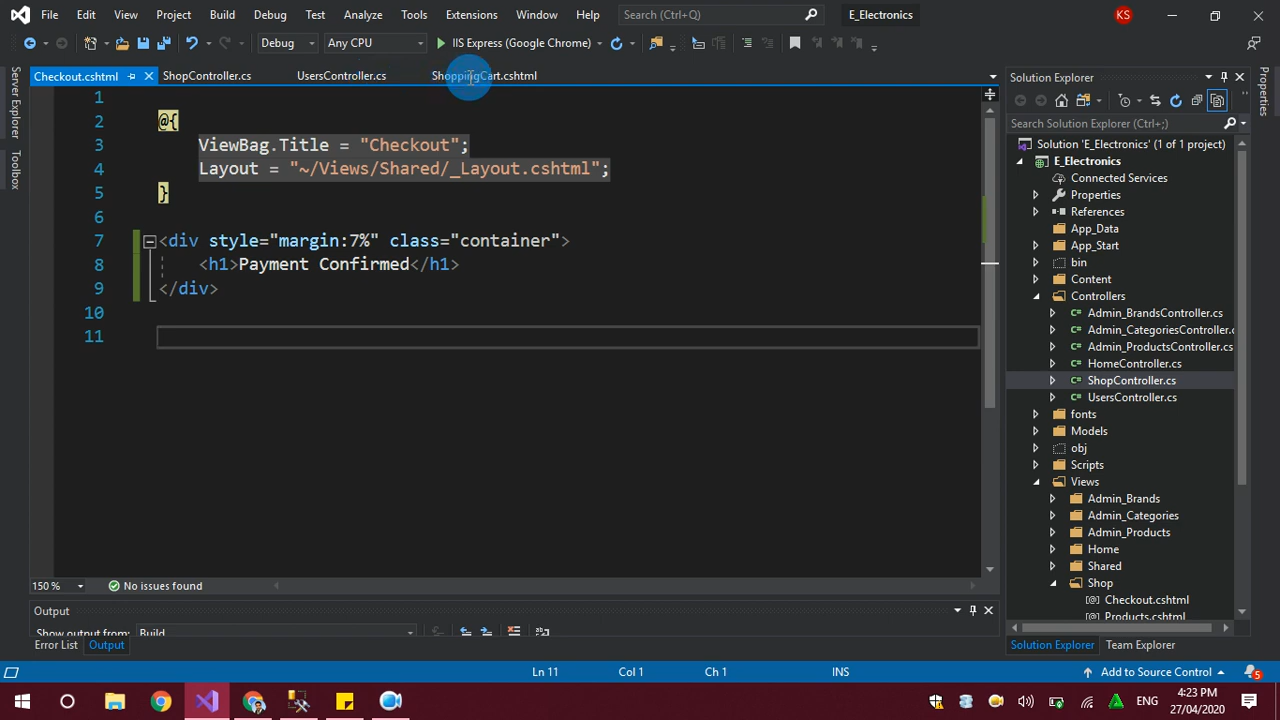 File Edit View Project Build Debug Test Analyze Tools Extensions Window Help Search (Ctrl+Q) E_Electronics KS
Debug Any CPU IIS Express (Google Chrome)
Checkout.cshtml ShopController.cs UsersController.cs ShoppingCart.cshtml
Server Explorer
Toolbox
1
2 @{
3 ViewBag.Title = "Checkout";
4 Layout = "~/Views/Shared/_Layout.cshtml";
5 }
6
7 <div style="margin:7%" class="container">
8 <h1>Payment Confirmed</h1>
9 </div>
10
11
150 % No issues found
Output
Show output from: Build
Error List Output
Solution Explorer
Search Solution Explorer (Ctrl+;)
Solution 'E_Electronics' (1 of 1 project)
E_Electronics
Connected Services
Properties
References
App_Data
App_Start
bin
Content
Controllers
Admin_BrandsController.cs
Admin_CategoriesController.c
Admin_ProductsController.cs
HomeController.cs
ShopController.cs
UsersController.cs
fonts
Models
obj
Scripts
Views
Admin_Brands
Admin_Categories
Admin_Products
Home
Shared
Shop
Checkout.cshtml
Products.cshtml
Solution Explorer Team Explorer
Properties
Ln 11 Col 1 Ch 1 INS Add to Source Control 5
ENG 4:23 PM
27/04/2020